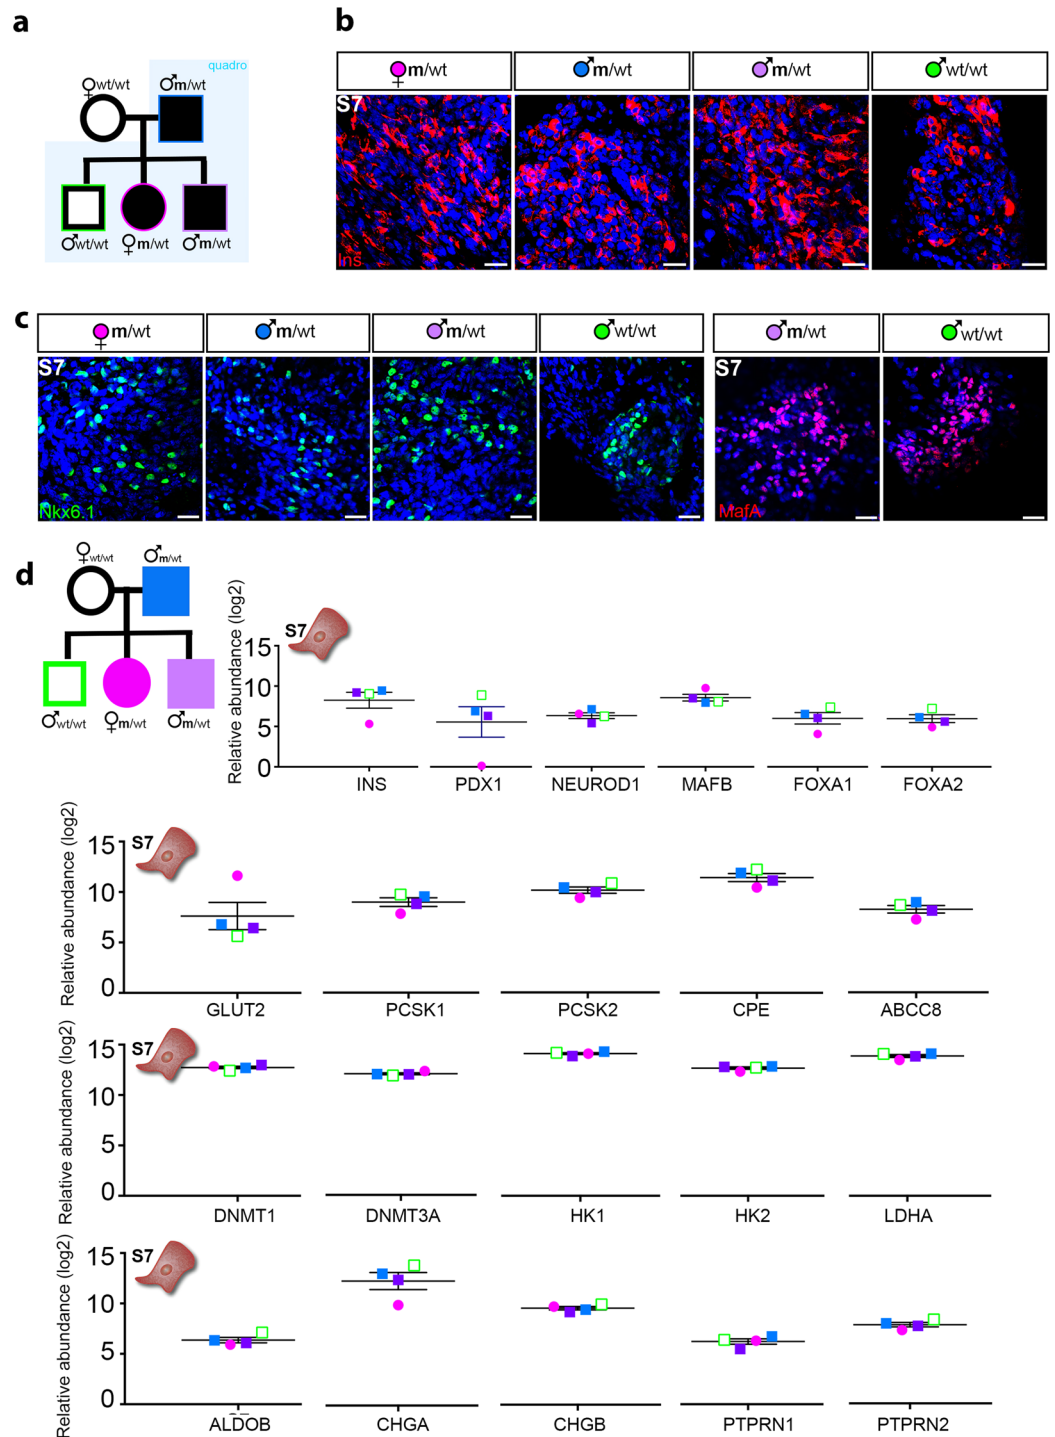 a
quadro
♀wt/wt
♂m/wt
♂wt/wt
♀m/wt
♂m/wt
b
♀m/wt
♂m/wt
♂m/wt
♂wt/wt
S7
Ins
c
♀m/wt
♂m/wt
♂m/wt
♂wt/wt
♂m/wt
♂wt/wt
S7
S7
Nkx6.1
MafA
d
♀wt/wt
♂m/wt
♂wt/wt
♀m/wt
♂m/wt
Relative abundance (log2)
S7
15
10
5
0
INS
PDX1
NEUROD1
MAFB
FOXA1
FOXA2
Relative abundance (log2)
S7
15
10
5
0
GLUT2
PCSK1
PCSK2
CPE
ABCC8
Relative abundance (log2)
S7
15
10
5
0
DNMT1
DNMT3A
HK1
HK2
LDHA
Relative abundance (log2)
S7
15
10
5
0
ALDOB
CHGA
CHGB
PTPRN1
PTPRN2